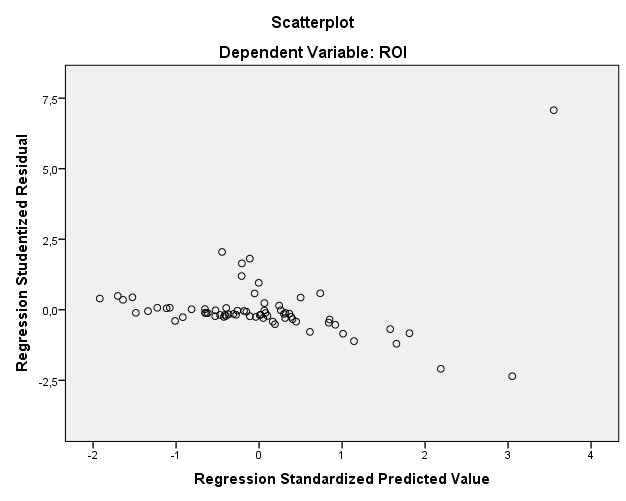 Scatterplot
Dependent Variable: ROI
Regression Studentized Residual
7,5
5,0
2,5
0,0
-2,5
-2 -1 0 1 2 3 4
Regression Standardized Predicted Value